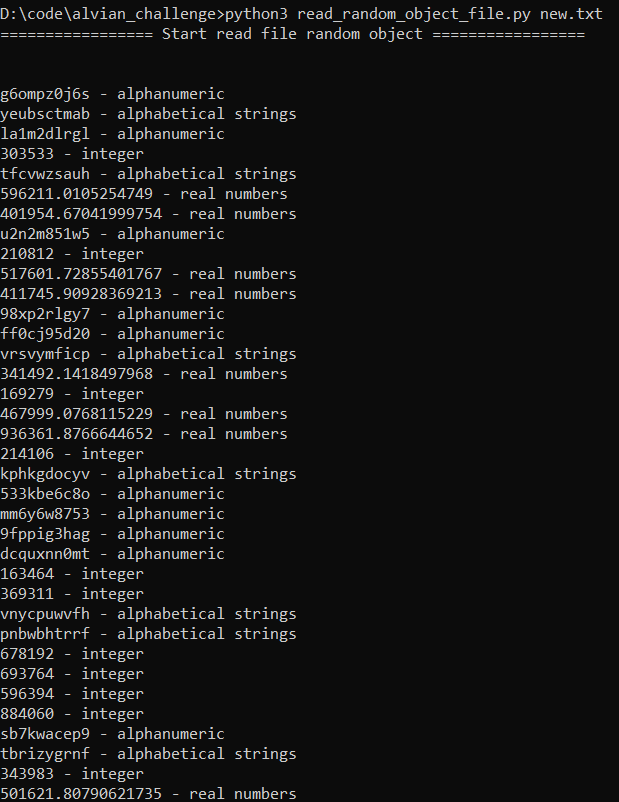 D:\code\alvian_challenge>python3 read_random_object_file.py new.txt
================= Start read file random object =================
g6ompz0j6s - alphanumeric
yeubsctmab - alphabetical strings
la1m2dlrgl - alphanumeric
303533 - integer
tfcvwzsauh - alphabetical strings
596211.0105254749 - real numbers
401954.67041999754 - real numbers
u2n2m851w5 - alphanumeric
210812 - integer
517601.72855401767 - real numbers
411745.90928369213 - real numbers
98xp2rlgy7 - alphanumeric
ff0cj95d20 - alphanumeric
vrsvymficp - alphabetical strings
341492.1418497968 - real numbers
169279 - integer
467999.0768115229 - real numbers
936361.8766644652 - real numbers
214106 - integer
kphkgdocyv - alphabetical strings
533kbe6c8o - alphanumeric
mm6y6w8753 - alphanumeric
9fppig3hag - alphanumeric
dcquxnn0mt - alphanumeric
163464 - integer
369311 - integer
vnycpuwvfh - alphabetical strings
pnbwbhtrrf - alphabetical strings
678192 - integer
693764 - integer
596394 - integer
884060 - integer
sb7kwacep9 - alphanumeric
tbrizygrnf - alphabetical strings
343983 - integer
501621.80790621735 - real numbers